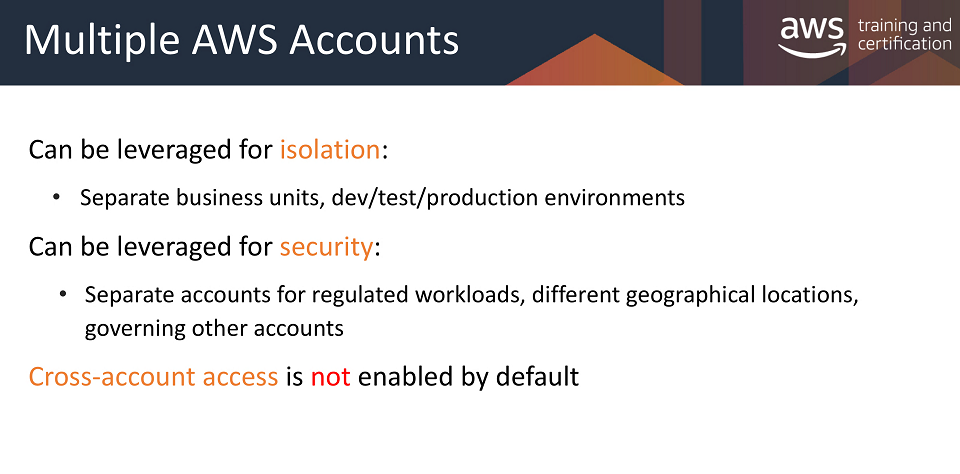 Multiple AWS Accounts
aws training and
certification
Can be leveraged for isolation:
• Separate business units, dev/test/production environments
Can be leveraged for security:
• Separate accounts for regulated workloads, different geographical locations,
governing other accounts
Cross-account access is not enabled by default